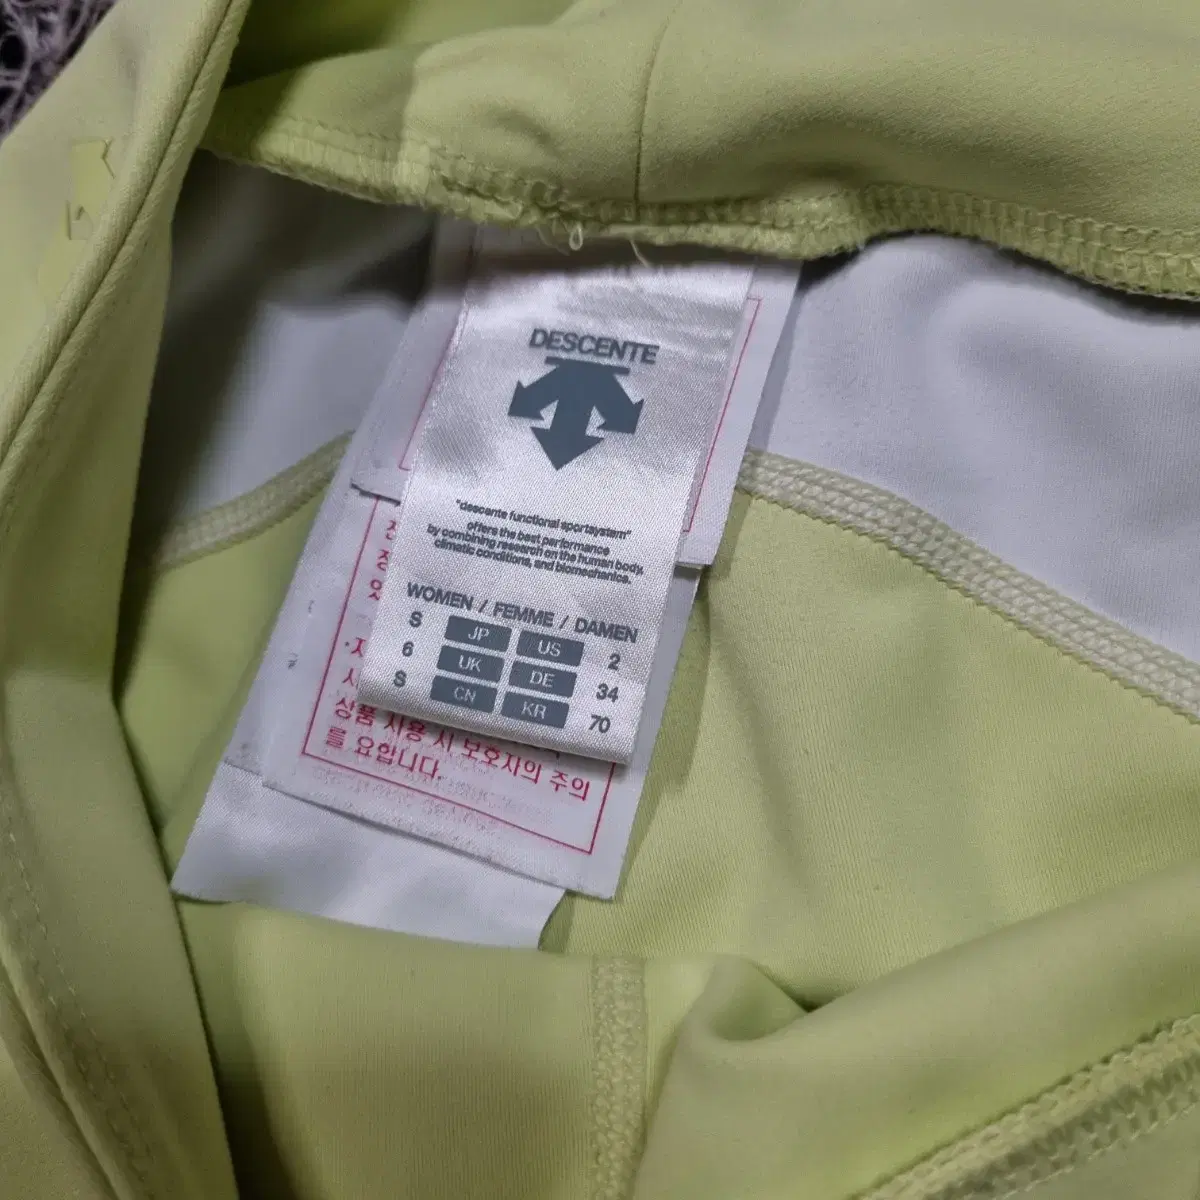 DESCENTE
"descente functional sportsystem"
offers the best performance
by combining research on the human body,
climatic conditions, and biomechanics.
WOMEN / FEMME / DAMEN
S JP US 2
6 UK DE 34
S CN KR 70
상품 사용 시 보호자의 주의
를 요합니다.